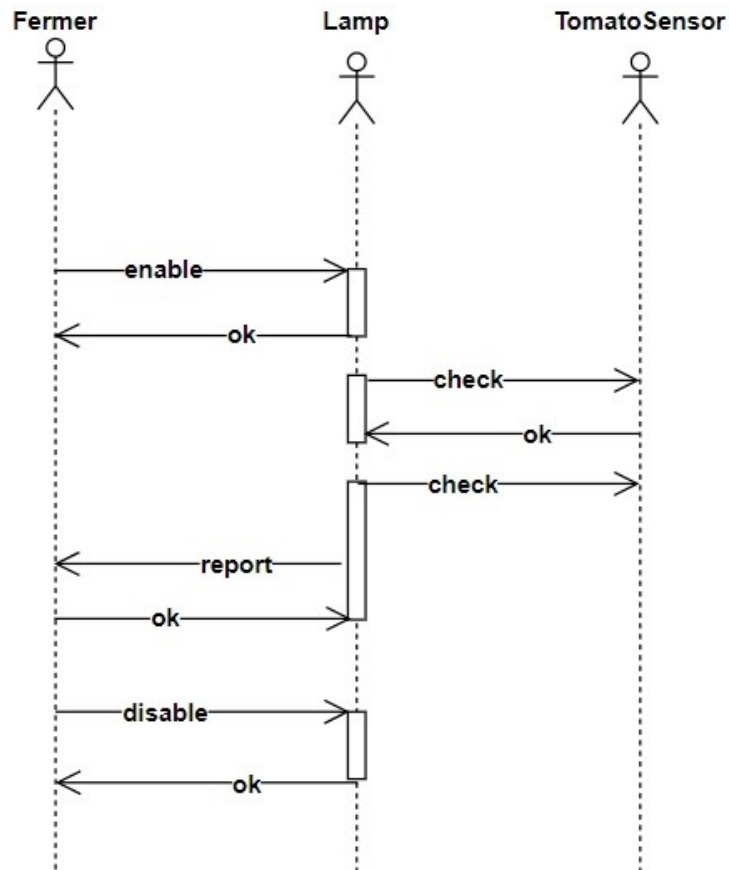 Fermer
Lamp
TomatoSensor
enable
ok
check
ok
check
report
ok
disable
ok